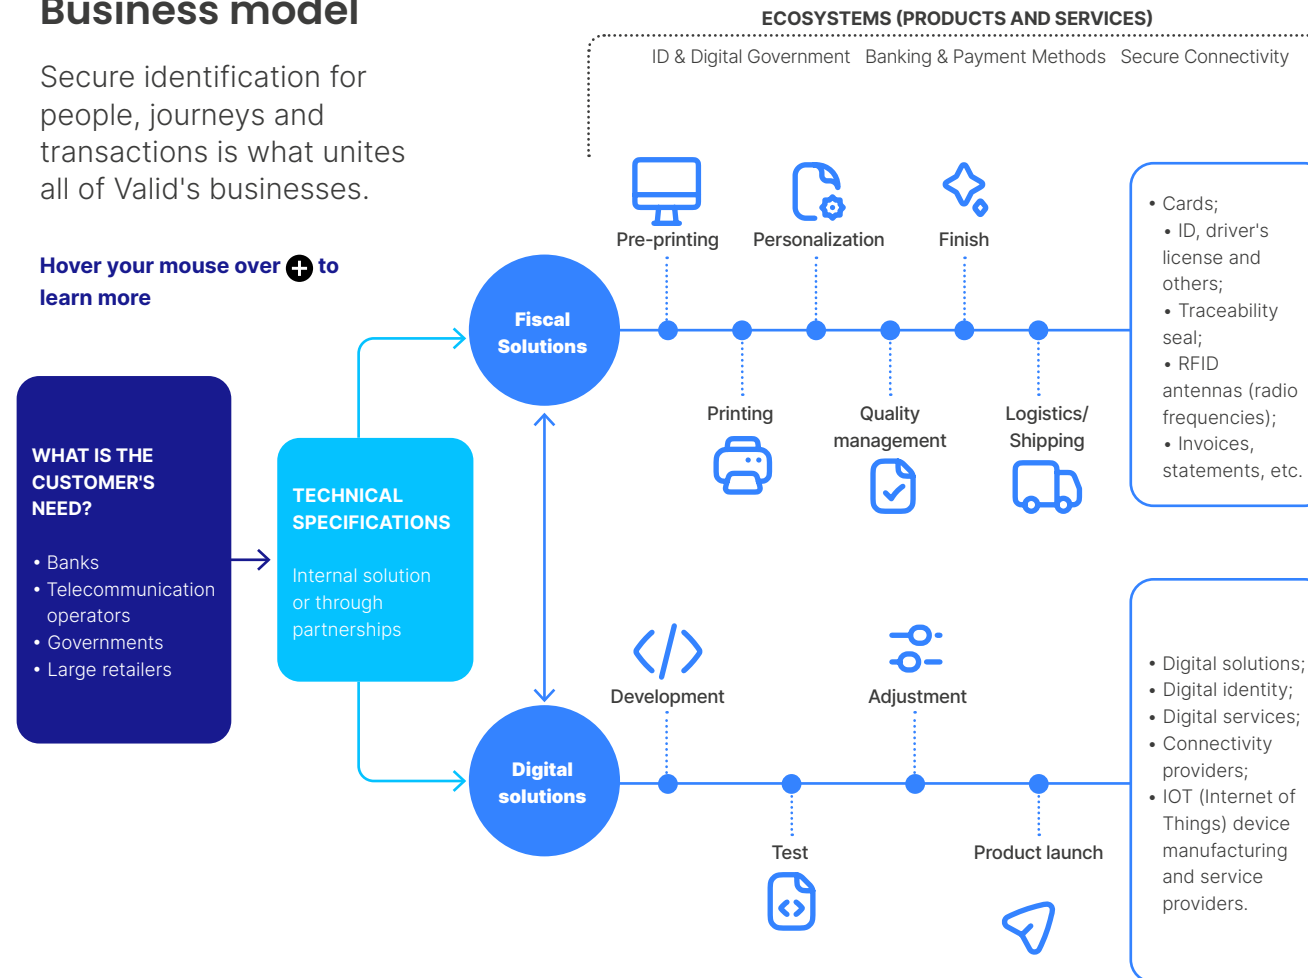 Business model
Secure identification for
people, journeys and
transactions is what unites
all of Valid's businesses.
Hover your mouse over + to
learn more
ECOSYSTEMS (PRODUCTS AND SERVICES)
ID & Digital Government Banking & Payment Methods Secure Connectivity
WHAT IS THE
CUSTOMER'S
NEED?
• Banks
• Telecommunication
operators
• Governments
• Large retailers
TECHNICAL
SPECIFICATIONS
Internal solution
or through
partnerships
Fiscal
Solutions
Pre-printing
Personalization
Finish
Printing
Quality
management
Logistics/
Shipping
• Cards;
• ID, driver's
license and
others;
• Traceability
seal;
• RFID
antennas (radio
frequencies);
• Invoices,
statements, etc.
Digital
solutions
Development
Adjustment
Test
Product launch
• Digital solutions;
• Digital identity;
• Digital services;
• Connectivity
providers;
• IOT (Internet of
Things) device
manufacturing
and service
providers.